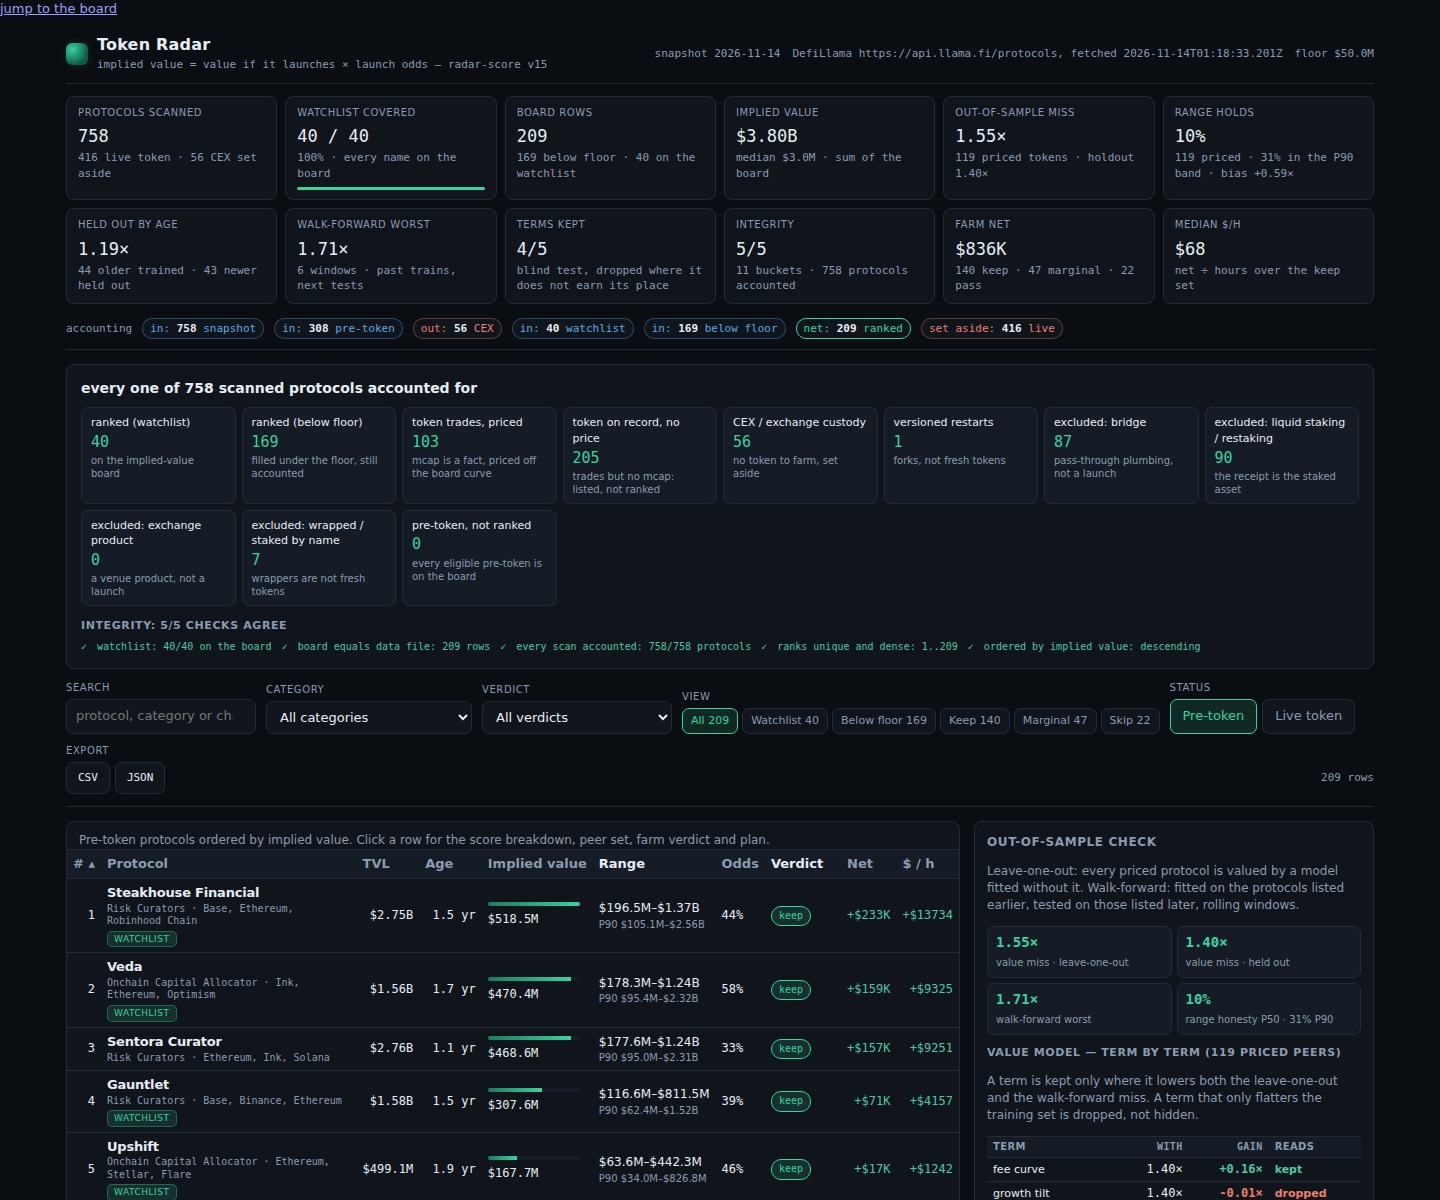 jump to the board
Token Radar
implied value = value if it launches × launch odds — radar-score v15
snapshot 2026-11-14 DefiLlama https://api.llama.fi/protocols, fetched 2026-11-14T01:18:33.201Z floor $50.0M
PROTOCOLS SCANNED
758
416 live token · 56 CEX set
aside
WATCHLIST COVERED
40 / 40
100% · every name on the
board
BOARD ROWS
209
169 below floor · 40 on the
watchlist
IMPLIED VALUE
$3.80B
median $3.0M · sum of the
board
OUT-OF-SAMPLE MISS
1.55×
119 priced tokens · holdout
1.40×
RANGE HOLDS
10%
119 priced · 31% in the P90
band · bias +0.59×
HELD OUT BY AGE
1.19×
44 older trained · 43 newer
held out
WALK-FORWARD WORST
1.71×
6 windows · past trains,
next tests
TERMS KEPT
4/5
blind test, dropped where it
does not earn its place
INTEGRITY
5/5
11 buckets · 758 protocols
accounted
FARM NET
$836K
140 keep · 47 marginal · 22
pass
MEDIAN $/H
$68
net ÷ hours over the keep
set
accounting in: 758 snapshot in: 308 pre-token out: 56 CEX in: 40 watchlist in: 169 below floor net: 209 ranked set aside: 416 live
every one of 758 scanned protocols accounted for
ranked (watchlist)
40
on the implied-value
board
ranked (below floor)
169
filled under the floor, still
accounted
token trades, priced
103
mcap is a fact, priced off
the board curve
token on record, no
price
205
trades but no mcap:
listed, not ranked
CEX / exchange custody
56
no token to farm, set
aside
versioned restarts
1
forks, not fresh tokens
excluded: bridge
87
pass-through plumbing,
not a launch
excluded: liquid staking
/ restaking
90
the receipt is the staked
asset
excluded: exchange
product
0
a venue product, not a
launch
excluded: wrapped /
staked by name
7
wrappers are not fresh
tokens
pre-token, not ranked
0
every eligible pre-token is
on the board
INTEGRITY: 5/5 CHECKS AGREE
✓ watchlist: 40/40 on the board ✓ board equals data file: 209 rows ✓ every scan accounted: 758/758 protocols ✓ ranks unique and dense: 1..209 ✓ ordered by implied value: descending
SEARCH
protocol, category or ch
CATEGORY
All categories
VERDICT
All verdicts
VIEW
All 209 Watchlist 40 Below floor 169 Keep 140 Marginal 47 Skip 22
STATUS
Pre-token Live token
EXPORT
CSV JSON
209 rows
Pre-token protocols ordered by implied value. Click a row for the score breakdown, peer set, farm verdict and plan.
# ▲ Protocol TVL Age Implied value Range Odds Verdict Net $ / h
Steakhouse Financial
Risk Curators · Base, Ethereum,
Robinhood Chain
WATCHLIST
1 $2.75B 1.5 yr $518.5M $196.5M–$1.37B P90 $105.1M–$2.56B 44% keep +$233K +$13734
Veda
Onchain Capital Allocator · Ink,
Ethereum, Optimism
WATCHLIST
2 $1.56B 1.7 yr $470.4M $178.3M–$1.24B P90 $95.4M–$2.32B 58% keep +$159K +$9325
Sentora Curator
Risk Curators · Ethereum, Ink, Solana
3 $2.76B 1.1 yr $468.6M $177.6M–$1.24B P90 $95.0M–$2.31B 33% keep +$157K +$9251
Gauntlet
Risk Curators · Base, Binance, Ethereum
WATCHLIST
4 $1.58B 1.5 yr $307.6M $116.6M–$811.5M P90 $62.4M–$1.52B 39% keep +$71K +$4157
Upshift
Onchain Capital Allocator · Ethereum,
Stellar, Flare
WATCHLIST
5 $499.1M 1.9 yr $167.7M $63.6M–$442.3M P90 $34.0M–$826.8M 46% keep +$17K +$1242
OUT-OF-SAMPLE CHECK
Leave-one-out: every priced protocol is valued by a model
fitted without it. Walk-forward: fitted on the protocols listed
earlier, tested on those listed later, rolling windows.
1.55×
value miss · leave-one-out
1.40×
value miss · held out
1.71×
walk-forward worst
10%
range honesty P50 · 31% P90
VALUE MODEL — TERM BY TERM (119 PRICED PEERS)
A term is kept only where it lowers both the leave-one-out
and the walk-forward miss. A term that only flatters the
training set is dropped, not hidden.
TERM WITH GAIN READS
fee curve 1.40× +0.16× kept
growth tilt 1.40× -0.01× dropped